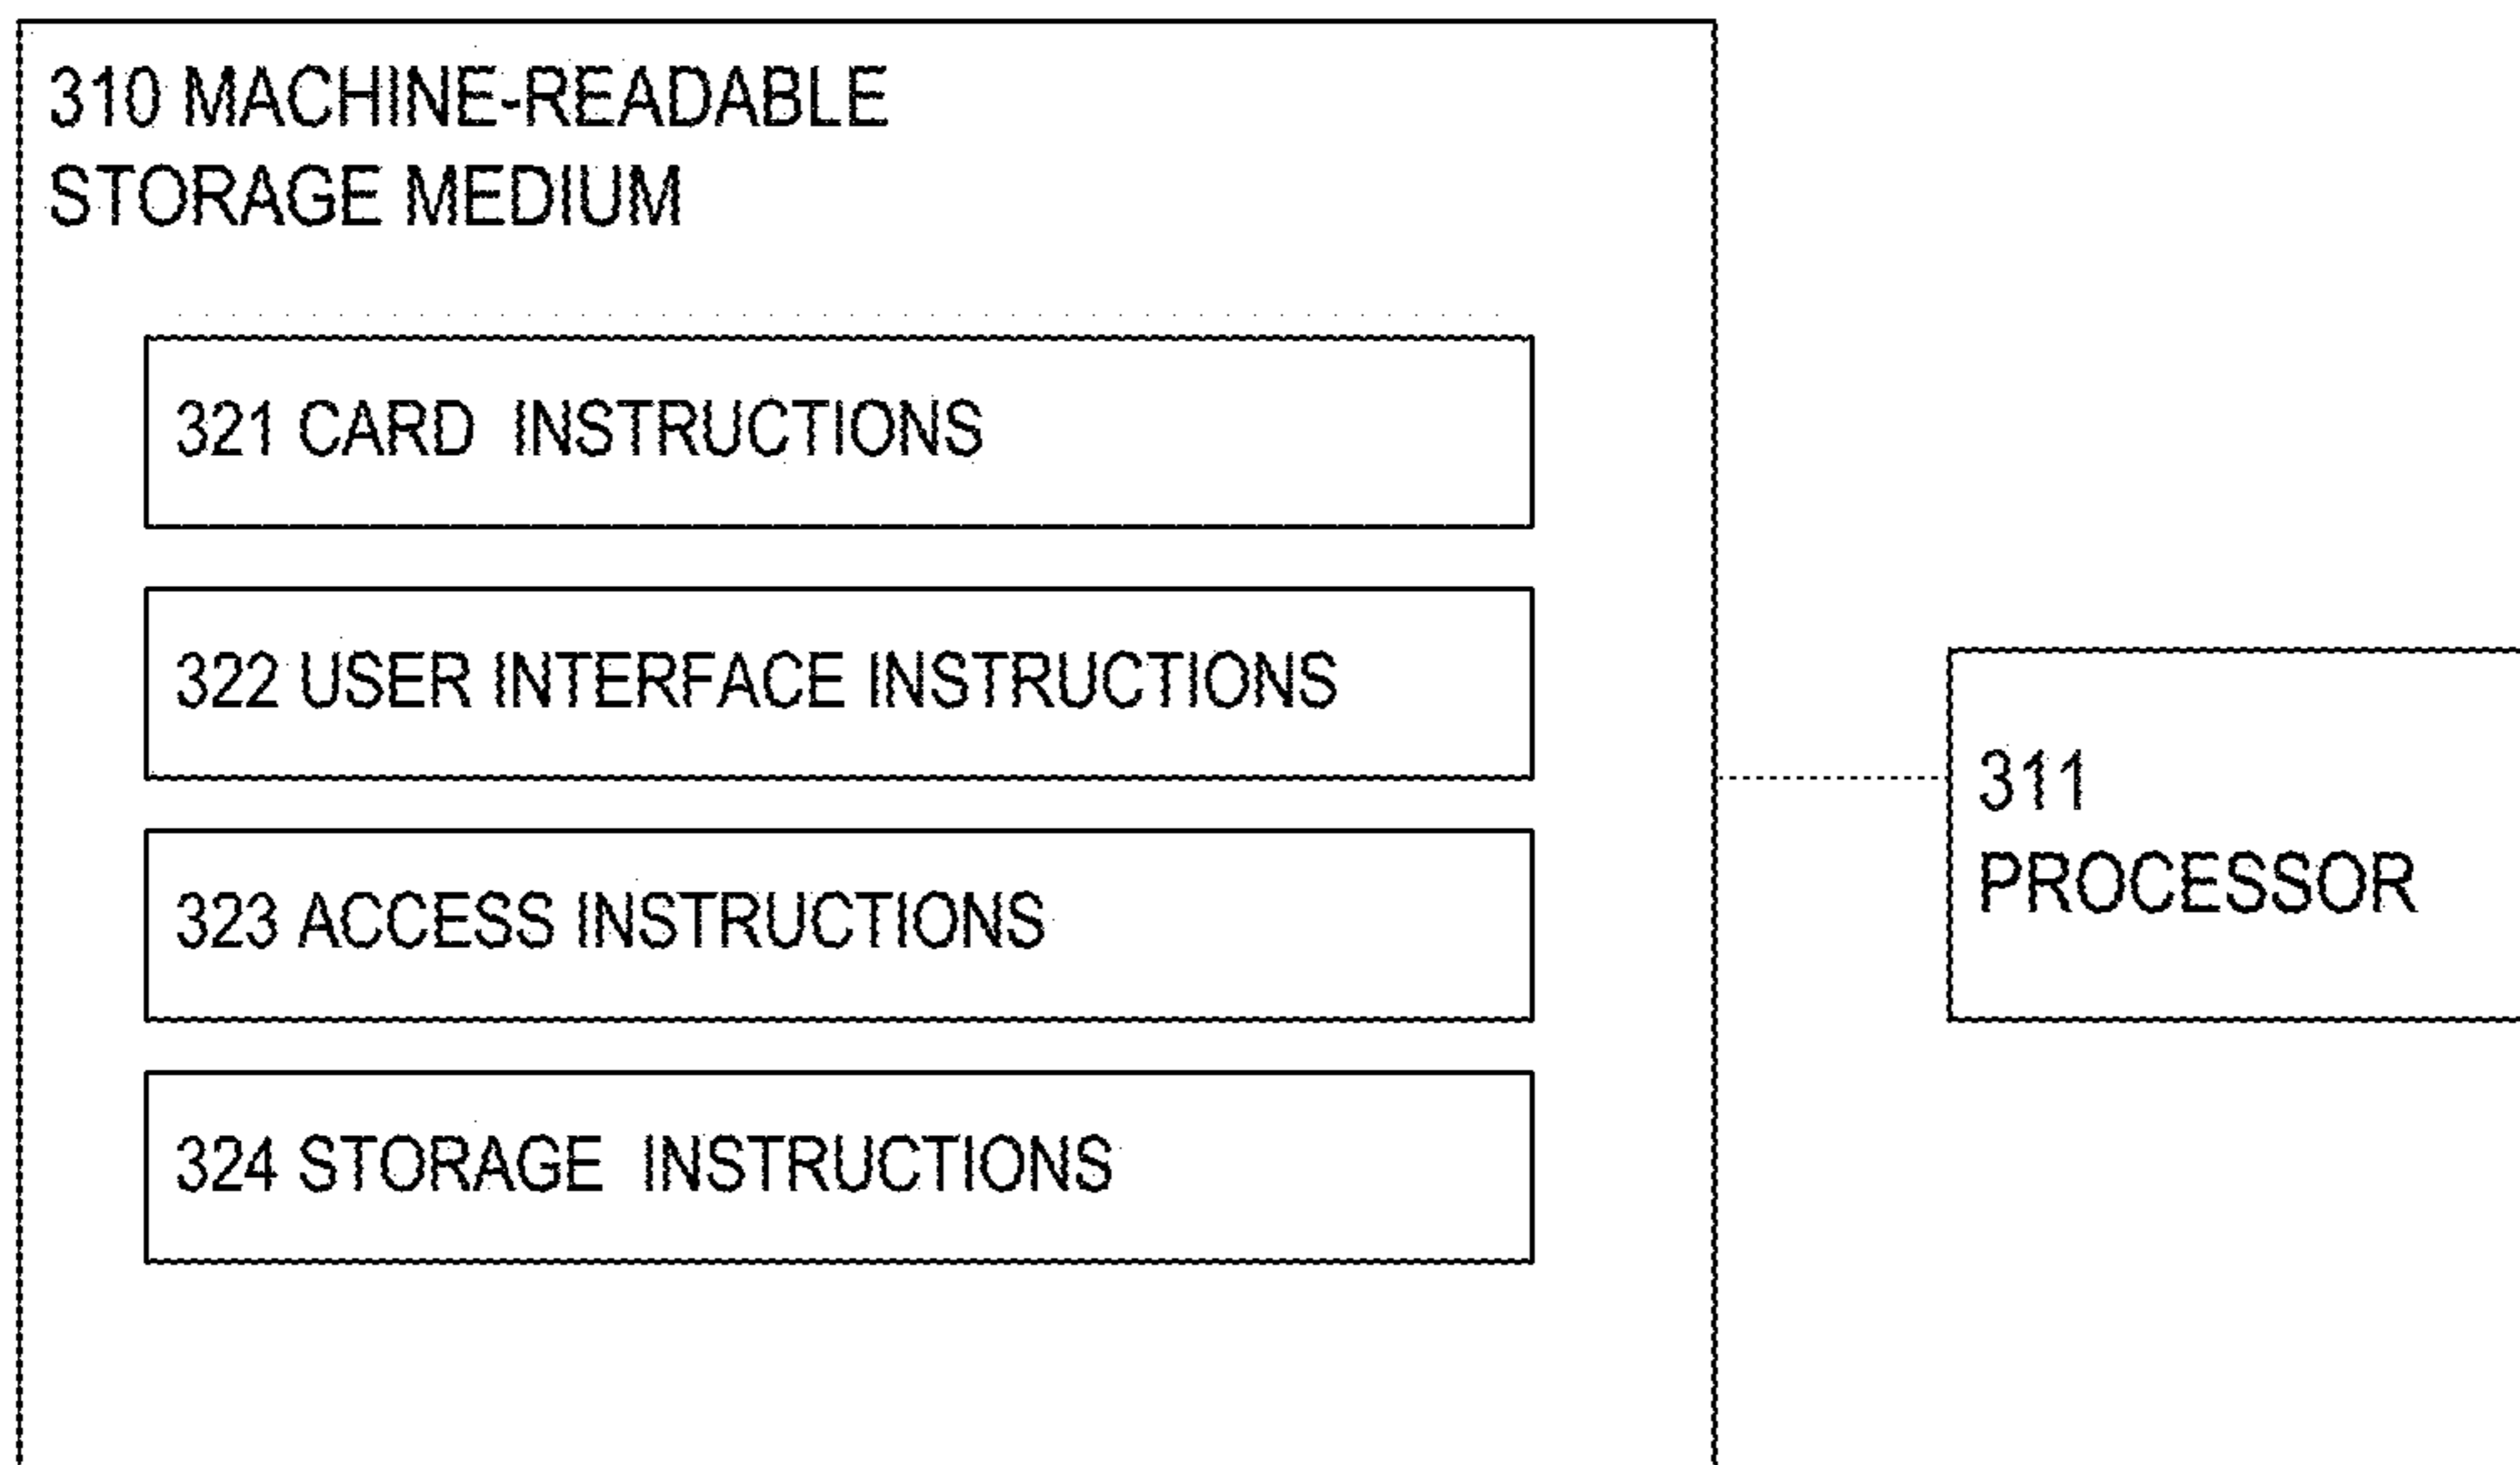 310 MACHINE-READABLE
STORAGE MEDIUM
321 CARD INSTRUCTIONS
322 USER INTERFACE INSTRUCTIONS
323 ACCESS INSTRUCTIONS
324 STORAGE INSTRUCTIONS
311
PROCESSOR